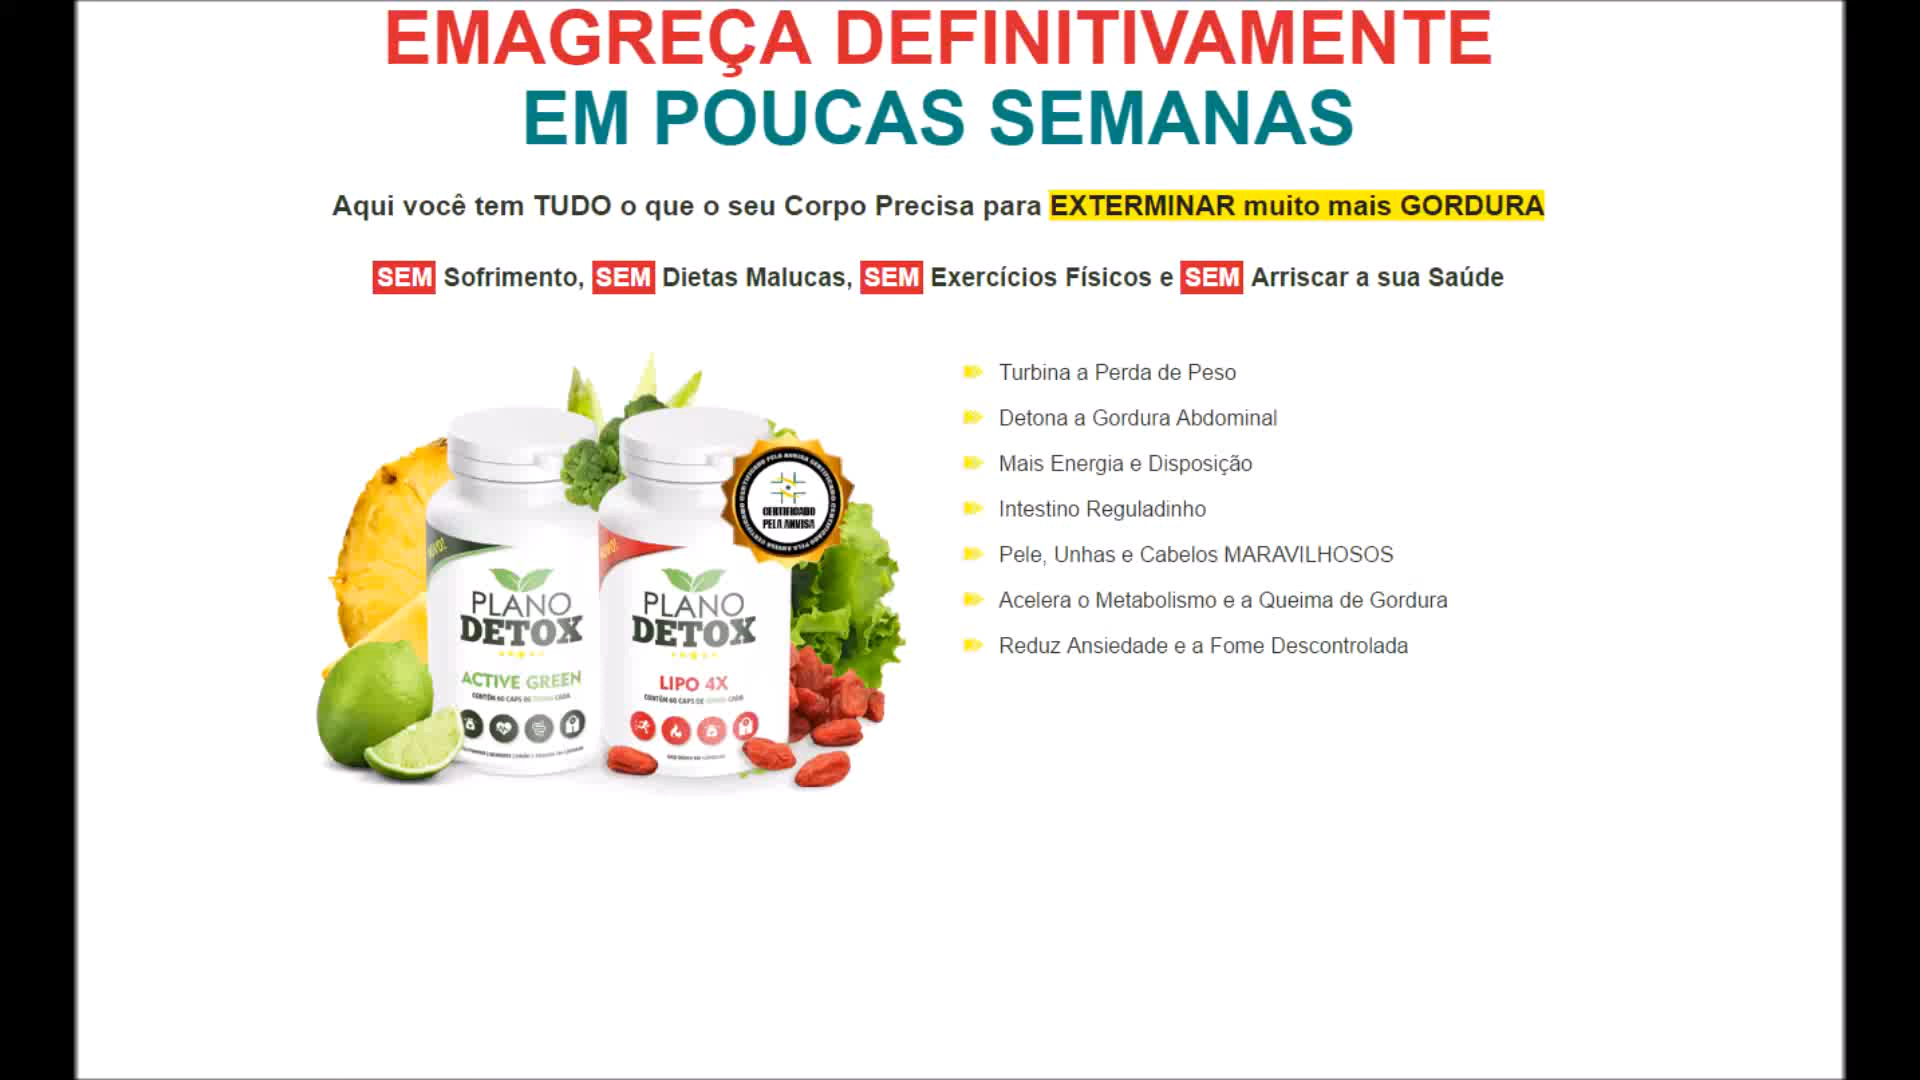 EMAGREÇA DEFINITIVAMENTE
EM POUCAS SEMANAS
Aqui você tem TUDO o que o seu Corpo Precisa para EXTERMINAR muito mais GORDURA
SEM Sofrimento, SEM Dietas Malucas, SEM Exercícios Físicos e SEM Arriscar a sua Saúde
Turbina a Perda de Peso
Detona a Gordura Abdominal
Mais Energia e Disposição
Intestino Reguladinho
Pele, Unhas e Cabelos MARAVILHOSOS
Acelera o Metabolismo e a Queima de Gordura
Reduz Ansiedade e a Fome Descontrolada
CERTIFICADO
PELA ANVISA
PLANO
DETOX
ACTIVE GREEN
PLANO
DETOX
LIPO 4X